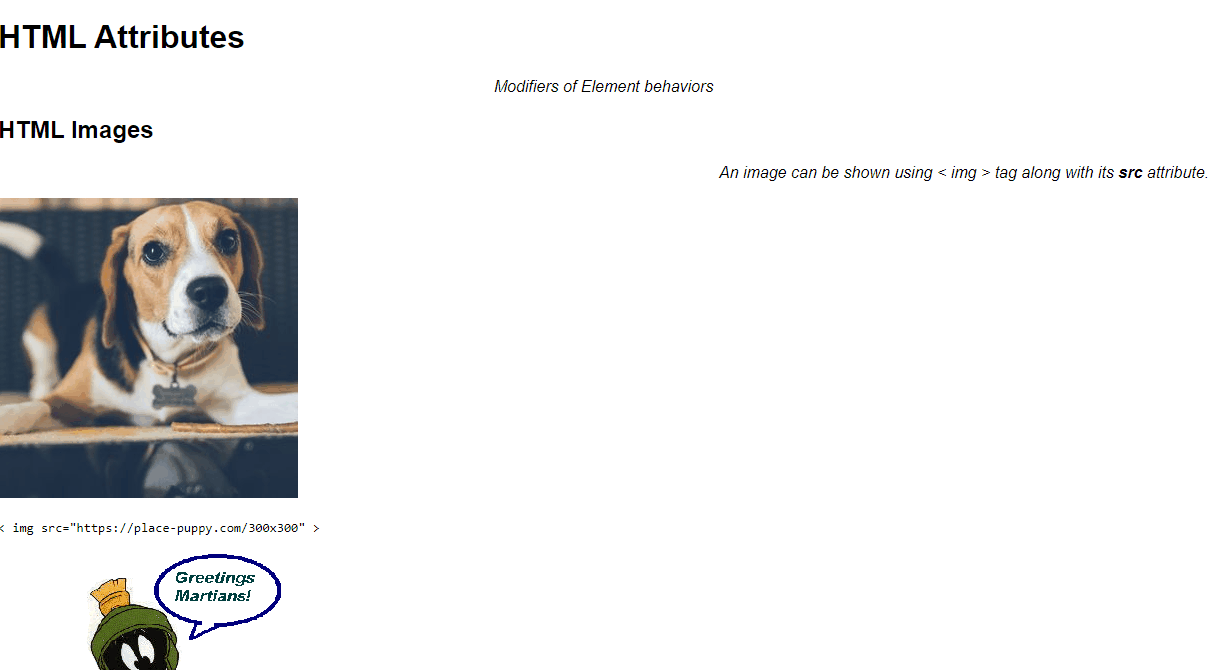 HTML Attributes
Modifiers of Element behaviors
HTML Images
An image can be shown using < img > tag along with its src attribute.
< img src="https://place-puppy.com/300x300" >
Greetings
Martians!